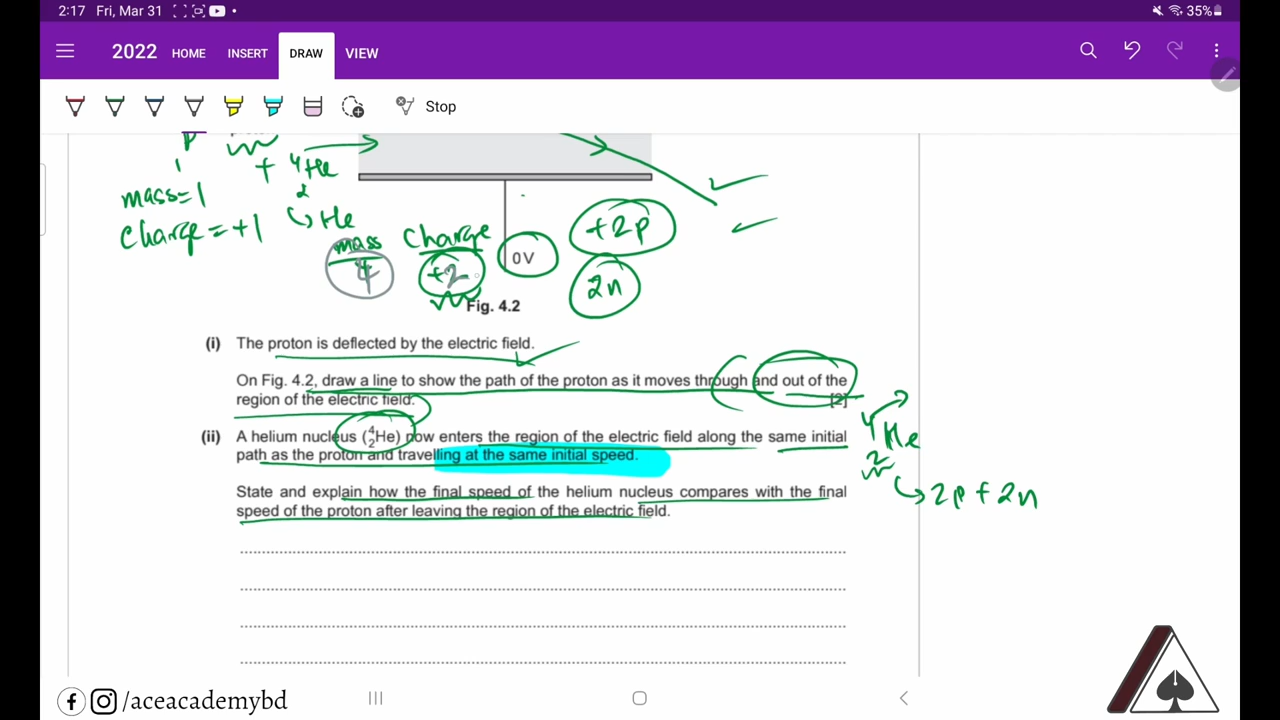 2:17 Fri, Mar 31
35%
2022 HOME INSERT DRAW VIEW
Stop
p
+ 4 He
2
mass=1
charge=+1
He
mass charge
4 +2
0V
+2p
2n
Fig. 4.2
(i) The proton is deflected by the electric field.
On Fig. 4.2, draw a line to show the path of the proton as it moves through and out of the
region of the electric field. [2]
(ii) A helium nucleus (⁴₂He) now enters the region of the electric field along the same initial
path as the proton and travelling at the same initial speed.
4 He
2
2p + 2n
State and explain how the final speed of the helium nucleus compares with the final
speed of the proton after leaving the region of the electric field.
/aceacademybd